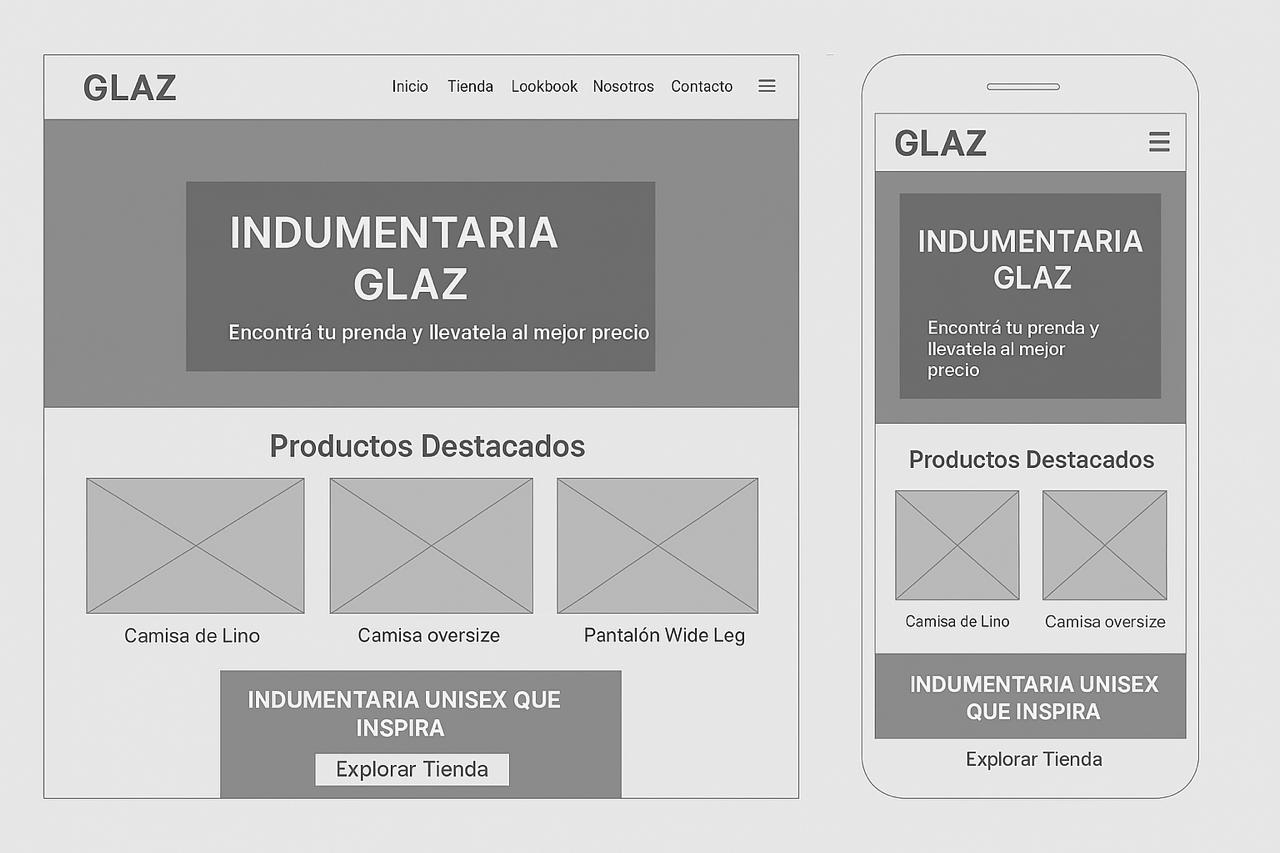 GLAZ
Inicio Tienda Lookbook Nosotros Contacto
INDUMENTARIA
GLAZ
Encontrá tu prenda y llevatela al mejor precio
Productos Destacados
Camisa de Lino
Camisa oversize
Pantalón Wide Leg
INDUMENTARIA UNISEX QUE
INSPIRA
Explorar Tienda
GLAZ
INDUMENTARIA
GLAZ
Encontrá tu prenda y
llevatela al mejor
precio
Productos Destacados
Camisa de Lino
Camisa oversize
INDUMENTARIA UNISEX
QUE INSPIRA
Explorar Tienda